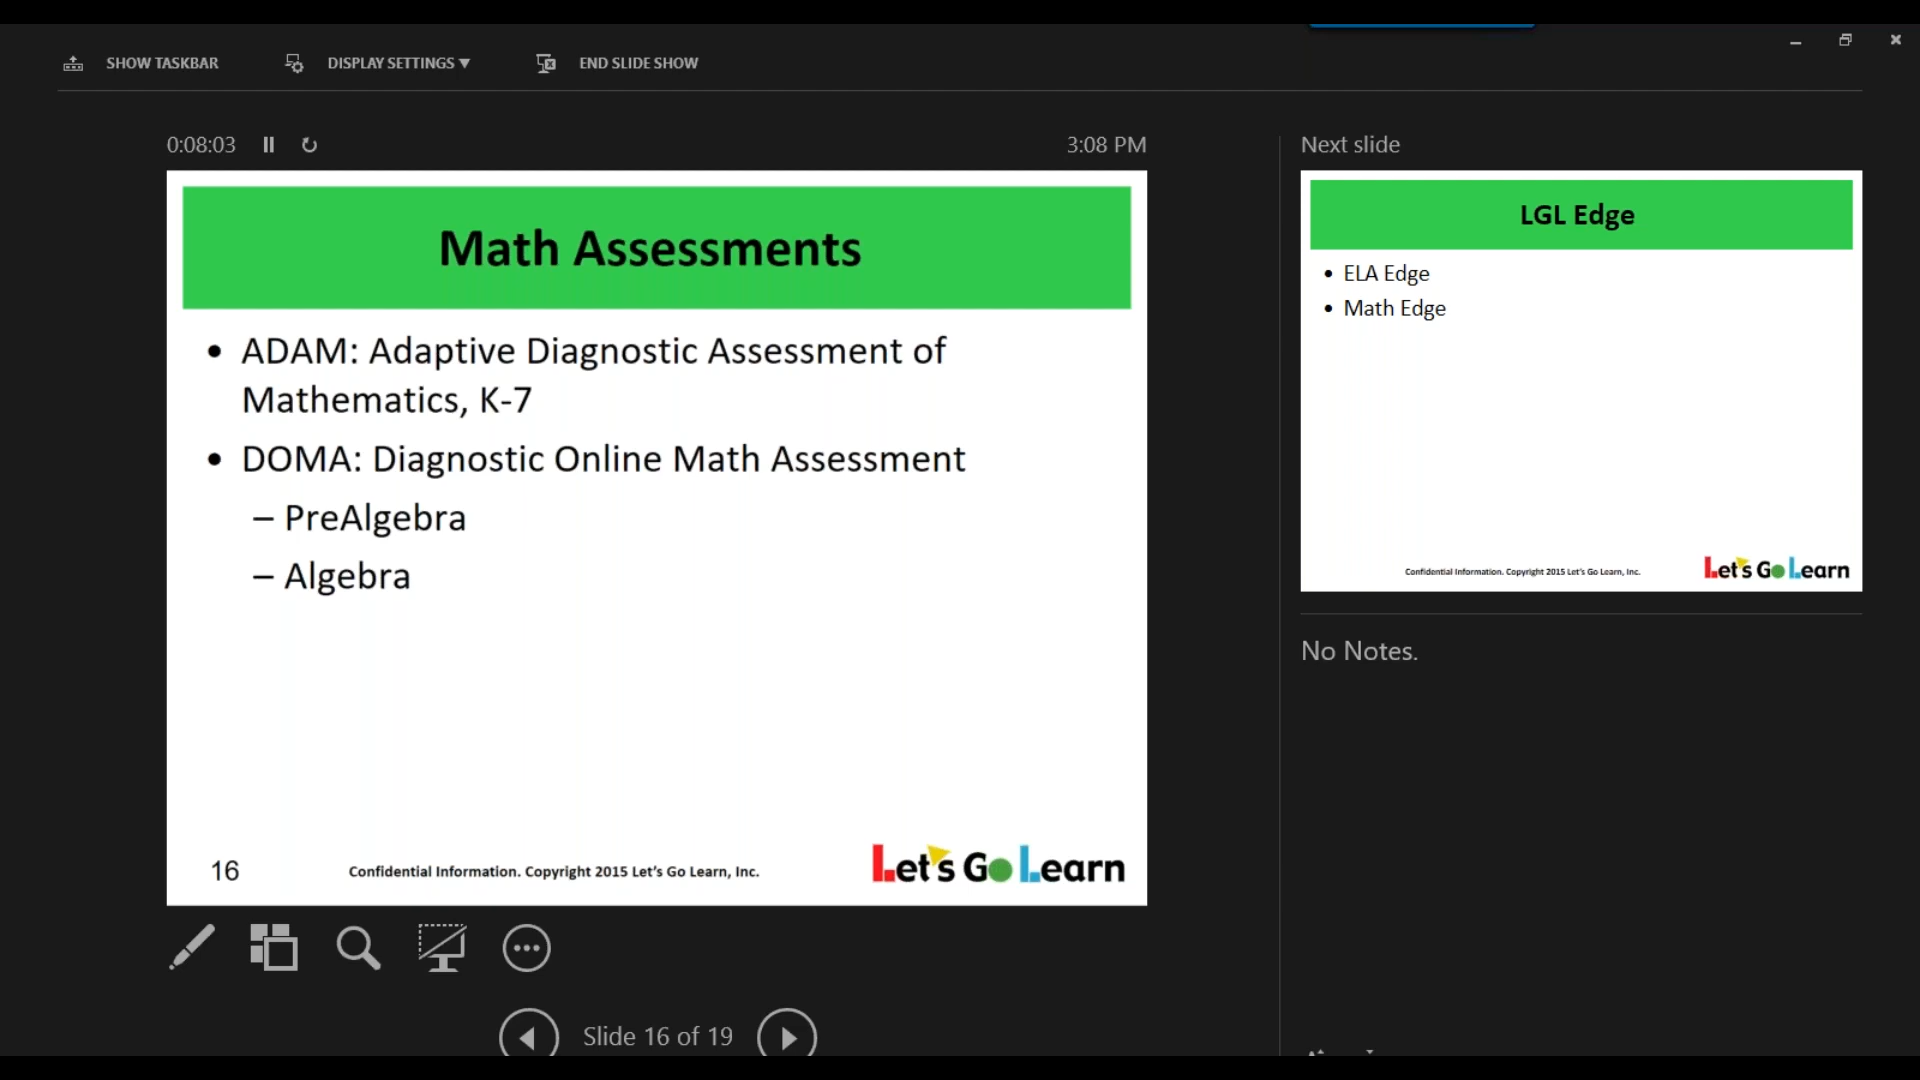 SHOW TASKBAR
DISPLAY SETTINGS ▼
END SLIDE SHOW
0:08:03
3:08 PM
Math Assessments
• ADAM: Adaptive Diagnostic Assessment of
Mathematics, K-7
• DOMA: Diagnostic Online Math Assessment
– PreAlgebra
– Algebra
16
Confidential Information. Copyright 2015 Let's Go Learn, Inc.
Let's Go Learn
Slide 16 of 19
Next slide
LGL Edge
• ELA Edge
• Math Edge
Confidential Information. Copyright 2015 Let's Go Learn, Inc.
Let's Go Learn
No Notes.